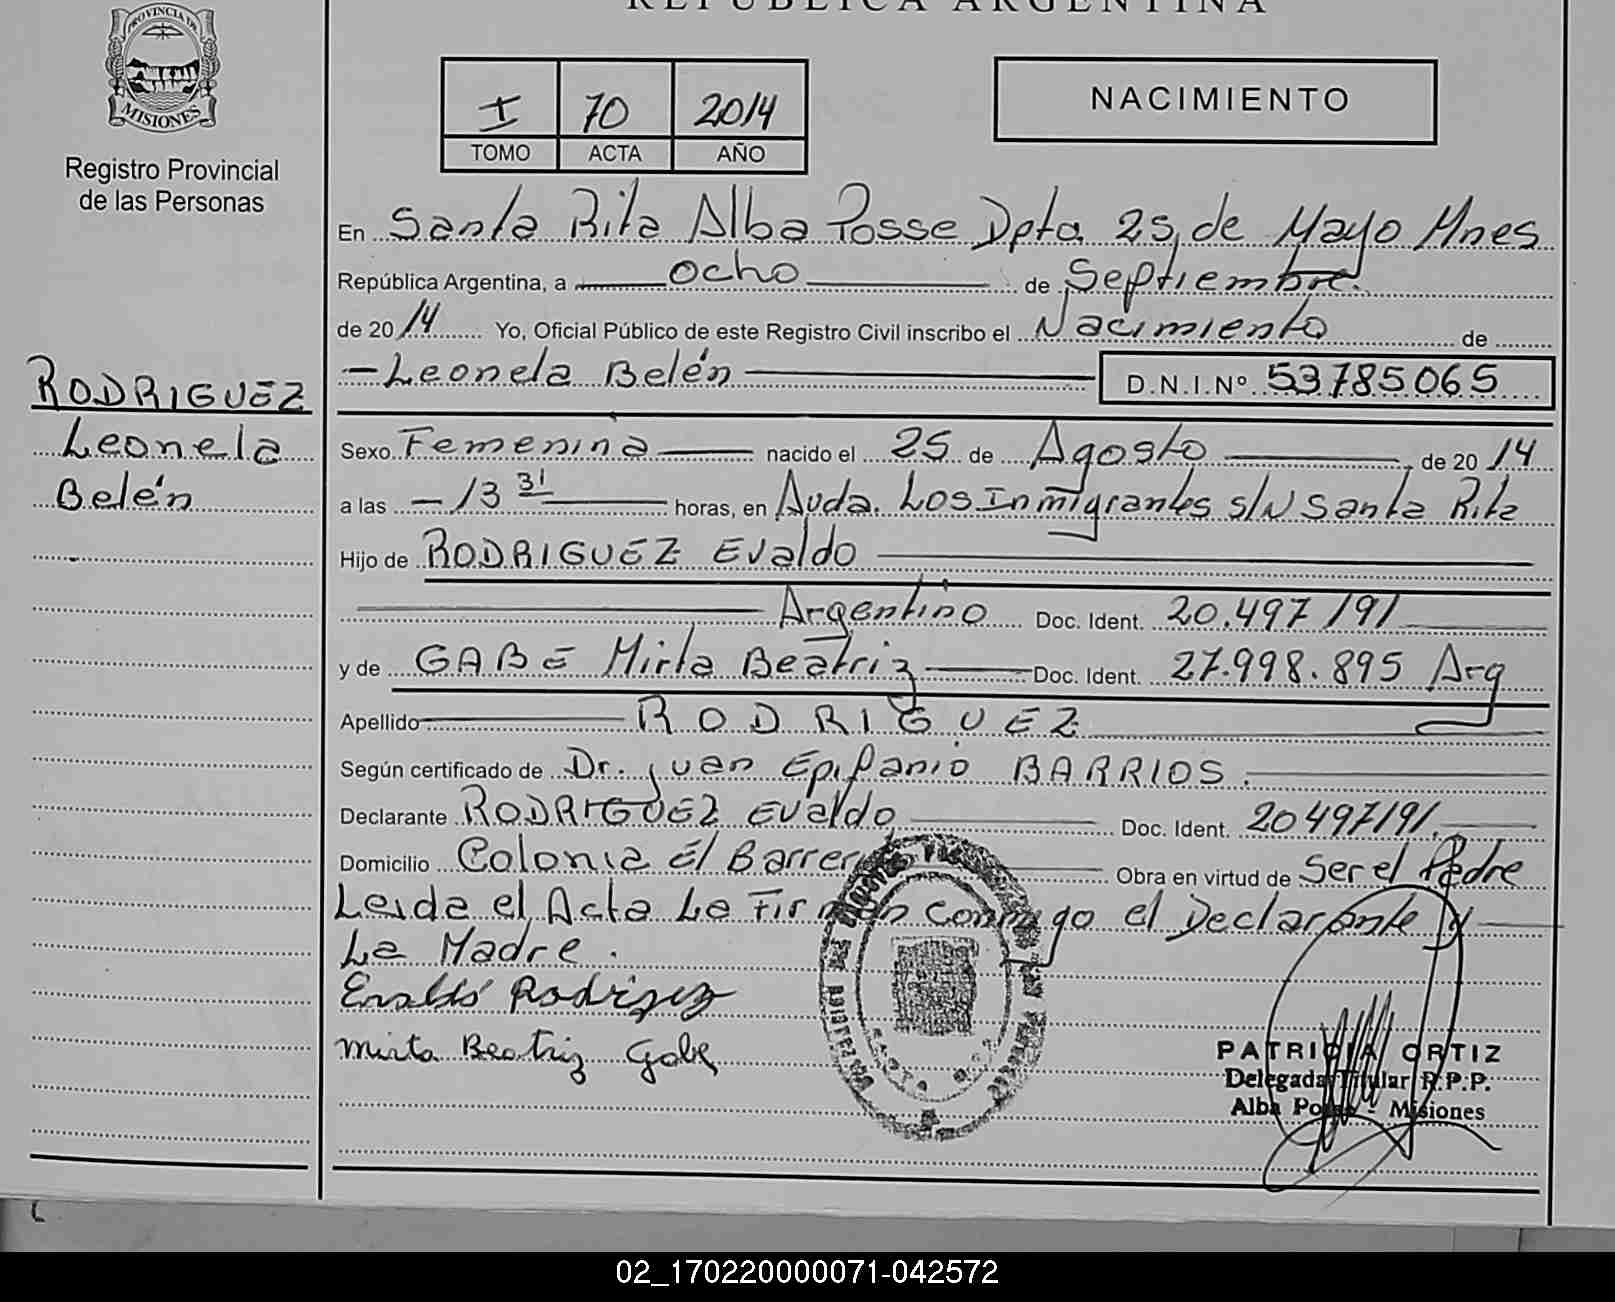 REPUBLICA ARGENTINA
PROVINCIA DE
MISIONES
Registro Provincial
de las Personas
I 70 2014
TOMO ACTA AÑO
NACIMIENTO
En Santa Rita Alba Posse Dpto. 25 de Mayo Mnes
República Argentina, a ocho de Septiembre.
de 2014 Yo, Oficial Público de este Registro Civil inscribo el Nacimiento de
Leonela Belén D.N.I.Nº 53785065
RODRIGUEZ
Leonela
Belén
Sexo Femenina nacido el 25 de Agosto de 2014
a las 13 31 horas, en Avda. Los Inmigrantes s/N Santa Rita
Hijo de RODRIGUEZ Evaldo
Argentino Doc. Ident. 20.497191
y de GABE Mirta Beatriz Doc. Ident. 27.998.895 Arg
Apellido RODRIGUEZ
Según certificado de Dr. Juan Epifanio BARRIOS.
Declarante RODRIGUEZ Evaldo Doc. Ident. 20497191.
Domicilio Colonia El Barrerito Obra en virtud de Ser el Padre
Leida el Acta La Firman conmigo el Declarante y
La Madre.
Evaldo Rodriguez
Mirta Beatriz Gabe
PATRICIA ORTIZ
Delegada Titular R.P.P.
Alba Posse - Misiones
02_170220000071-042572